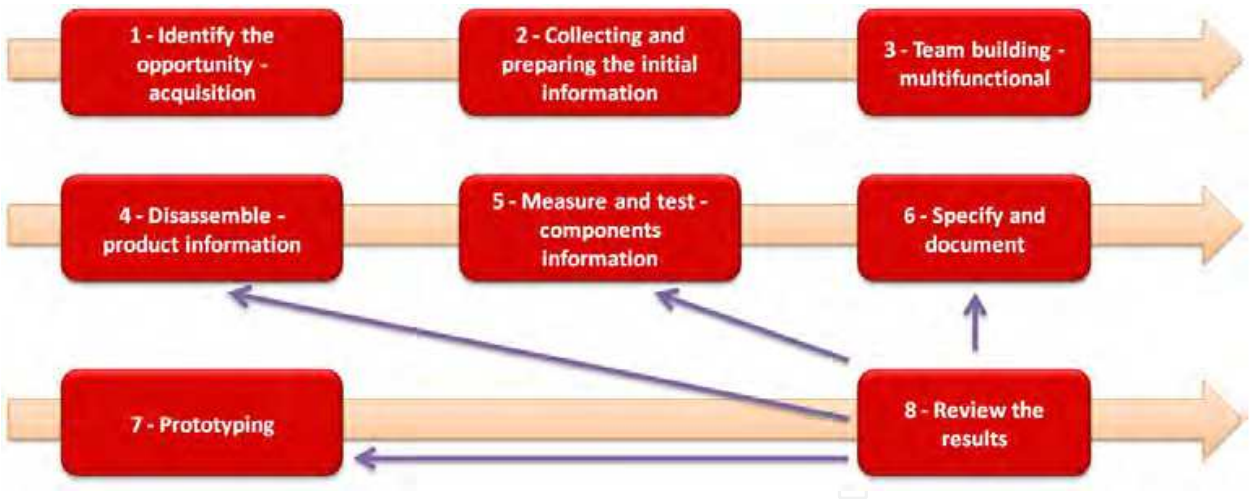 1 - Identify the
opportunity -
acquisition
2 - Collecting and
preparing the initial
information
3 - Team building -
multifunctional
4 - Disassemble -
product information
5 - Measure and test -
components
information
6 - Specify and
document
7 - Prototyping
8 - Review the
results